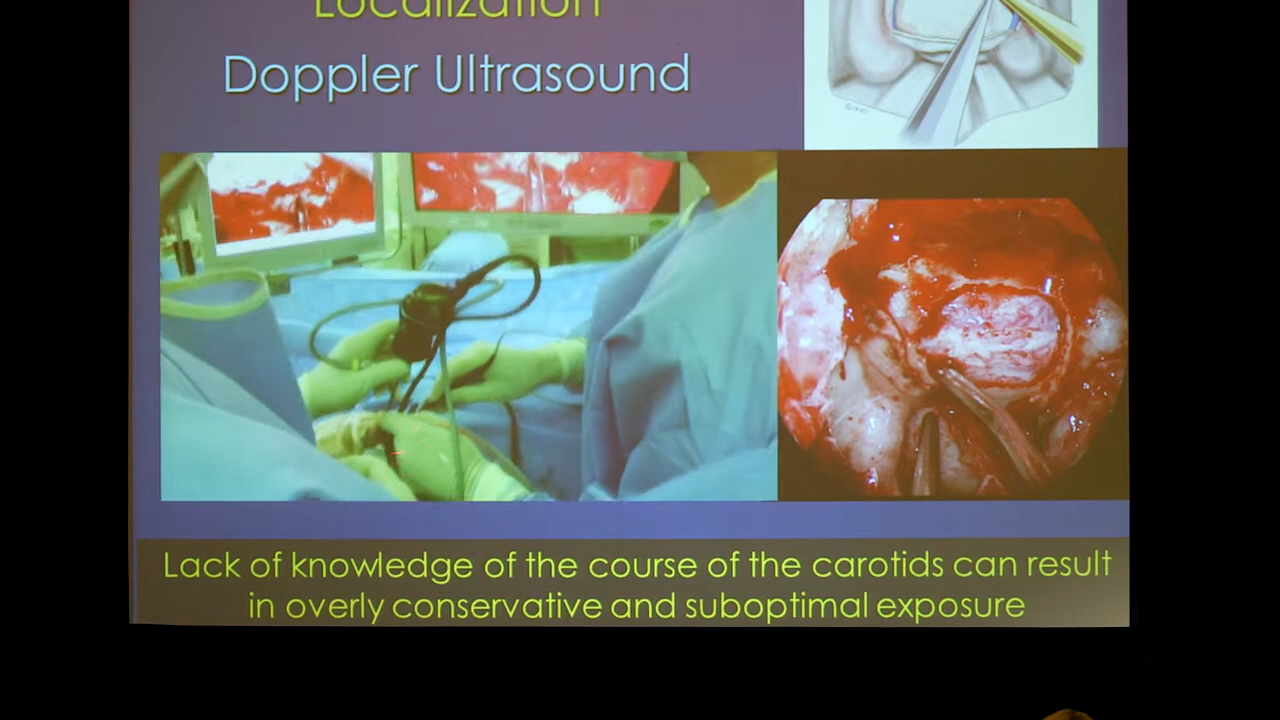 Localization
Doppler Ultrasound
Lack of knowledge of the course of the carotids can result
in overly conservative and suboptimal exposure